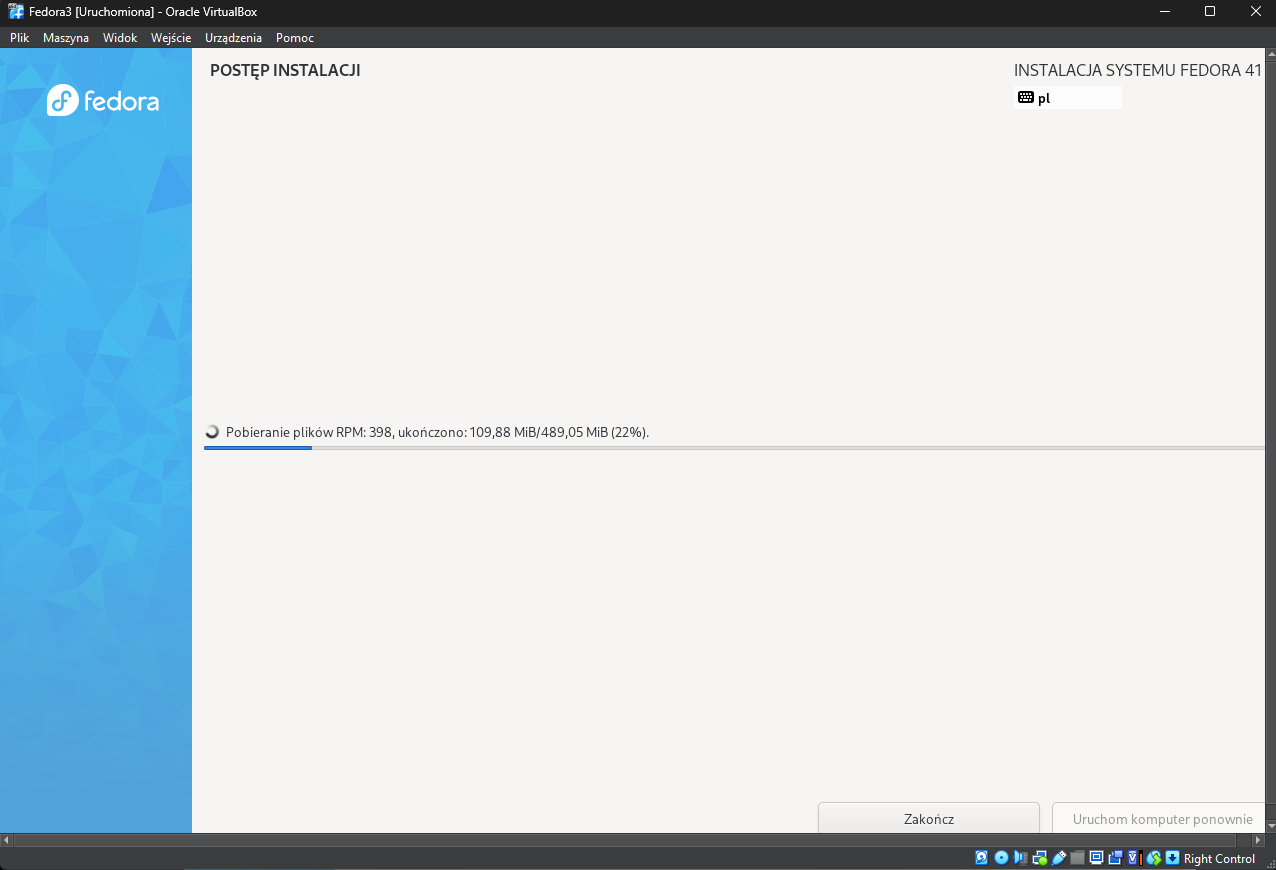 Fedora3 [Uruchomiona] - Oracle VirtualBox
Plik Maszyna Widok Wejście Urządzenia Pomoc
fedora
POSTĘP INSTALACJI
INSTALACJA SYSTEMU FEDORA 41
pl
Pobieranie plików RPM: 398, ukończono: 109,88 MiB/489,05 MiB (22%).
Zakończ
Uruchom komputer ponownie
Right Control